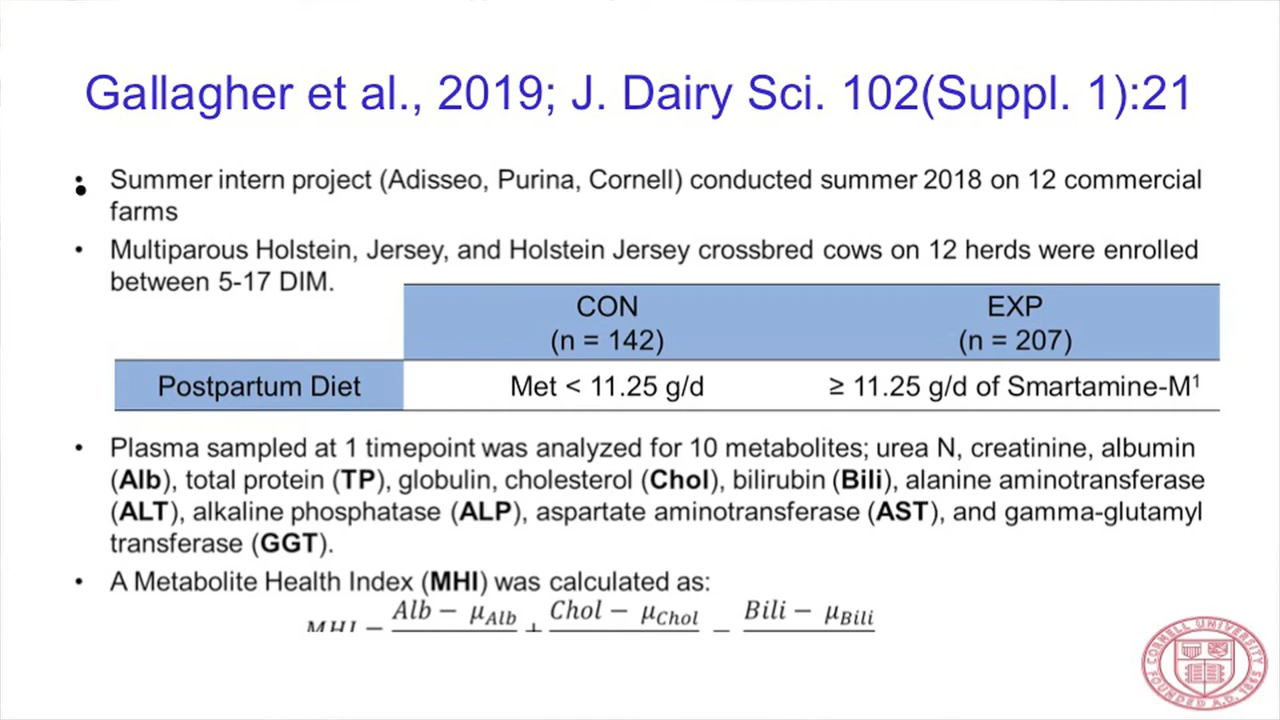 Gallagher et al., 2019; J. Dairy Sci. 102(Suppl. 1):21
• Summer intern project (Adisseo, Purina, Cornell) conducted summer 2018 on 12 commercial
farms
• Multiparous Holstein, Jersey, and Holstein Jersey crossbred cows on 12 herds were enrolled
between 5-17 DIM.
CON EXP
(n = 142) (n = 207)
Postpartum Diet Met < 11.25 g/d ≥ 11.25 g/d of Smartamine-M¹
• Plasma sampled at 1 timepoint was analyzed for 10 metabolites; urea N, creatinine, albumin
(Alb), total protein (TP), globulin, cholesterol (Chol), bilirubin (Bili), alanine aminotransferase
(ALT), alkaline phosphatase (ALP), aspartate aminotransferase (AST), and gamma-glutamyl
transferase (GGT).
• A Metabolite Health Index (MHI) was calculated as:
Alb − μAlb Chol − μChol Bili − μBili
MHI = + −
CORNELL UNIVERSITY
FOUNDED A.D. 1865